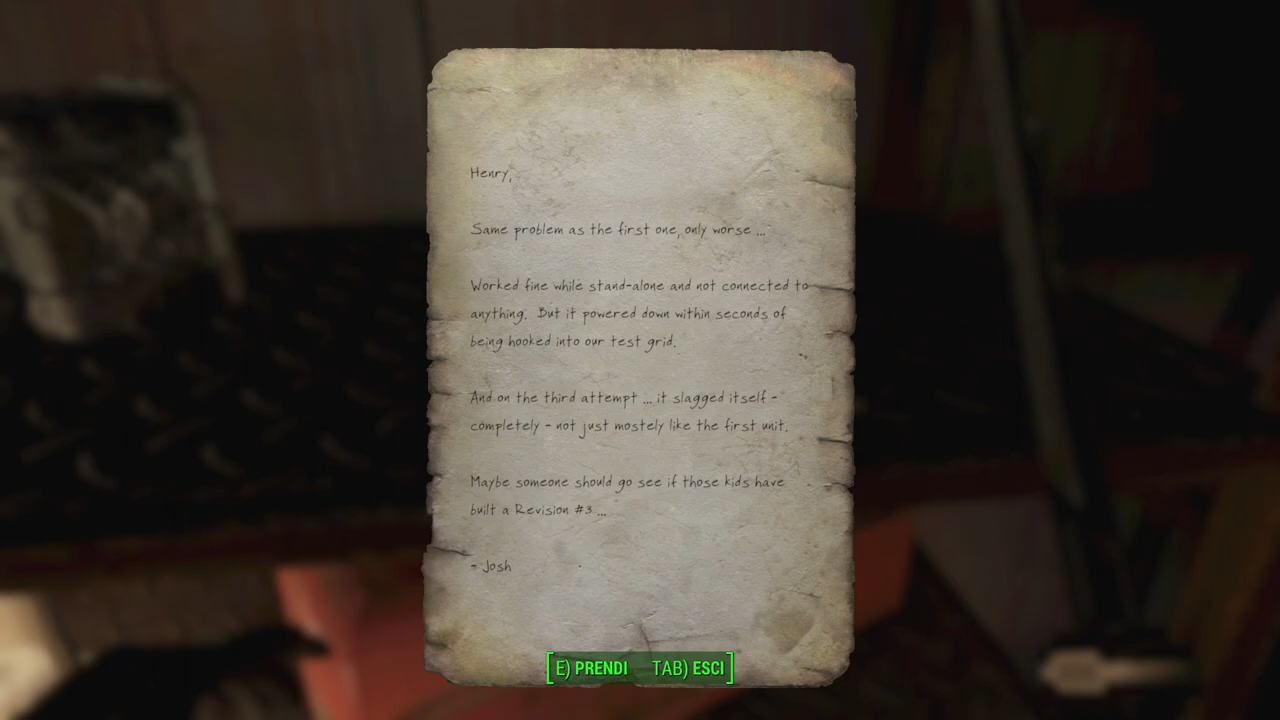 Henry,
Same problem as the first one, only worse ...
Worked fine while stand-alone and not connected to
anything.  But it powered down within seconds of
being hooked into our test grid.
And on the third attempt ... it slagged itself -
completely - not just mostely like the first unit.
Maybe someone should go see if those kids have
built a Revision #3 ...
- Josh
E) PRENDI TAB) ESCI